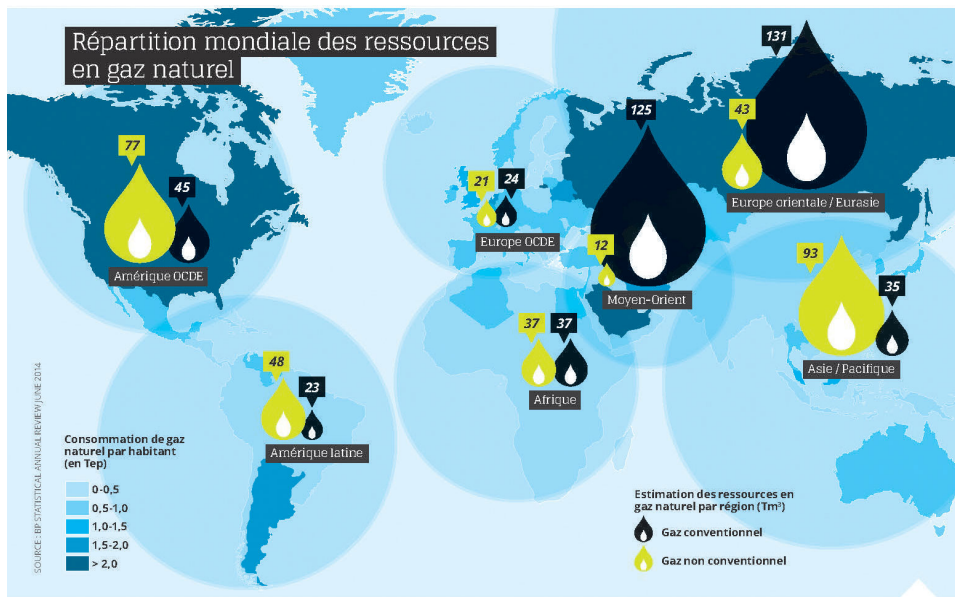 Répartition mondiale des ressources
en gaz naturel
77
45
Amérique OCDE
21
24
Europe OCDE
125
12
Moyen-Orient
131
43
Europe orientale / Eurasie
93
35
Asie / Pacifique
37
37
Afrique
48
23
Amérique latine
SOURCE : BP STATISTICAL ANNUAL REVIEW JUNE 2014
Consommation de gaz
naturel par habitant
(en Tep)
0-0,5
0,5-1,0
1,0-1,5
1,5-2,0
> 2,0
Estimation des ressources en
gaz naturel par région (Tm³)
Gaz conventionnel
Gaz non conventionnel